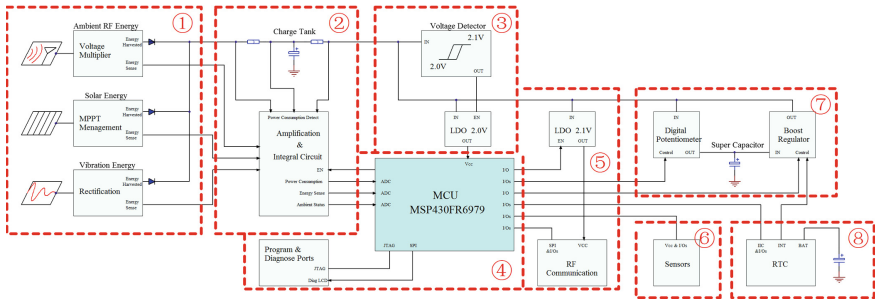 ①
Ambient RF Energy
Voltage
Multiplier
Energy
Harvested
Energy
Sense
Solar Energy
MPPT
Menagement
Energy
Harvested
Energy
Sense
Vibration Energy
Rectification
Energy
Harvested
Energy
Sense
②
Charge Tank
Power Consumption Detect
Amplification
&
Integral Circuit
EN
Power Consumption
Energy Sense
Ambient Status
③
Voltage Detector
IN
2.1V
2.0V
OUT
IN
EN
LDO 2.0V
OUT
④
Vcc
MCU
MSP430FR6979
ADC
ADC
ADC
I/O
I/Os
I/O
I/Os
I/Os
I/Os
JTAG
SPI
Program &
Diagnose Ports
JTAG
Ding LCD
⑤
IN
LDO 2.1V
EN
OUT
SPI
&I/Os
VCC
RF
Communication
⑥
Vcc & I/Os
Sensors
⑦
IN
Digital
Potentiometer
Control
OUT
Super Capacitor
OUT
Boost
Regulator
IN
Control
⑧
IIC
&I/Os
INT
BAT
RTC